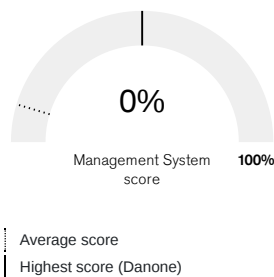 0%
Management System
score
100%
Average score
Highest score (Danone)